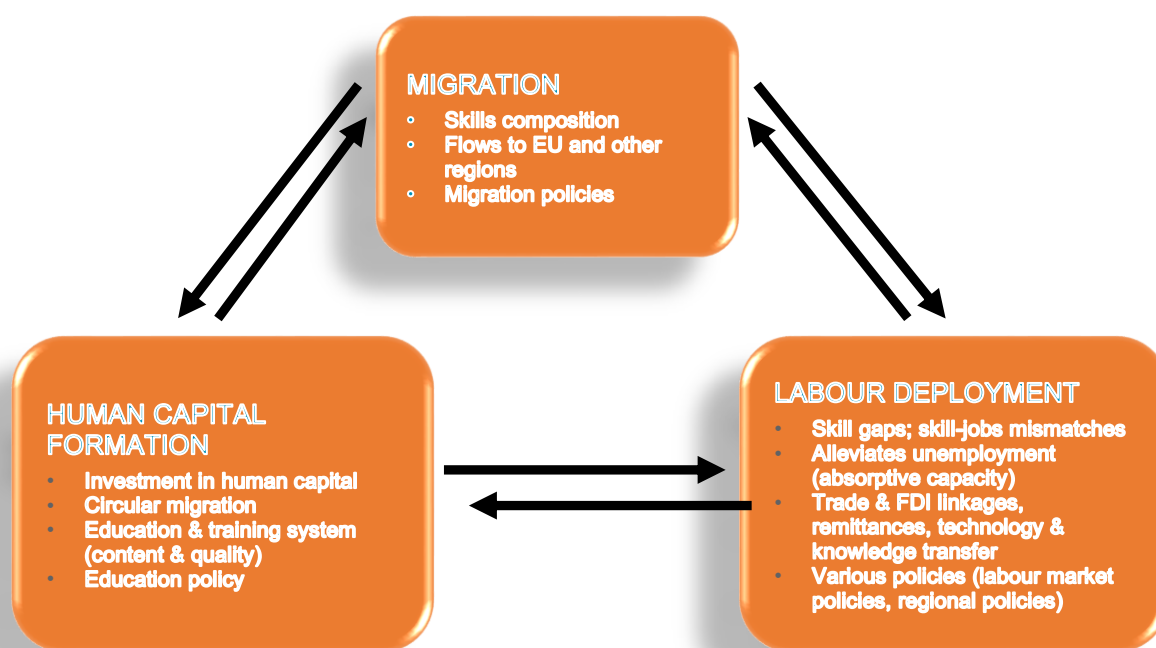 MIGRATION
• Skills composition
• Flows to EU and other
regions
• Migration policies
HUMAN CAPITAL
FORMATION
• Investment in human capital
• Circular migration
• Education & training system
(content & quality)
• Education policy
LABOUR DEPLOYMENT
• Skill gaps; skill-jobs mismatches
• Alleviates unemployment
(absorptive capacity)
• Trade & FDI linkages,
remittances, technology &
knowledge transfer
• Various policies (labour market
policies, regional policies)